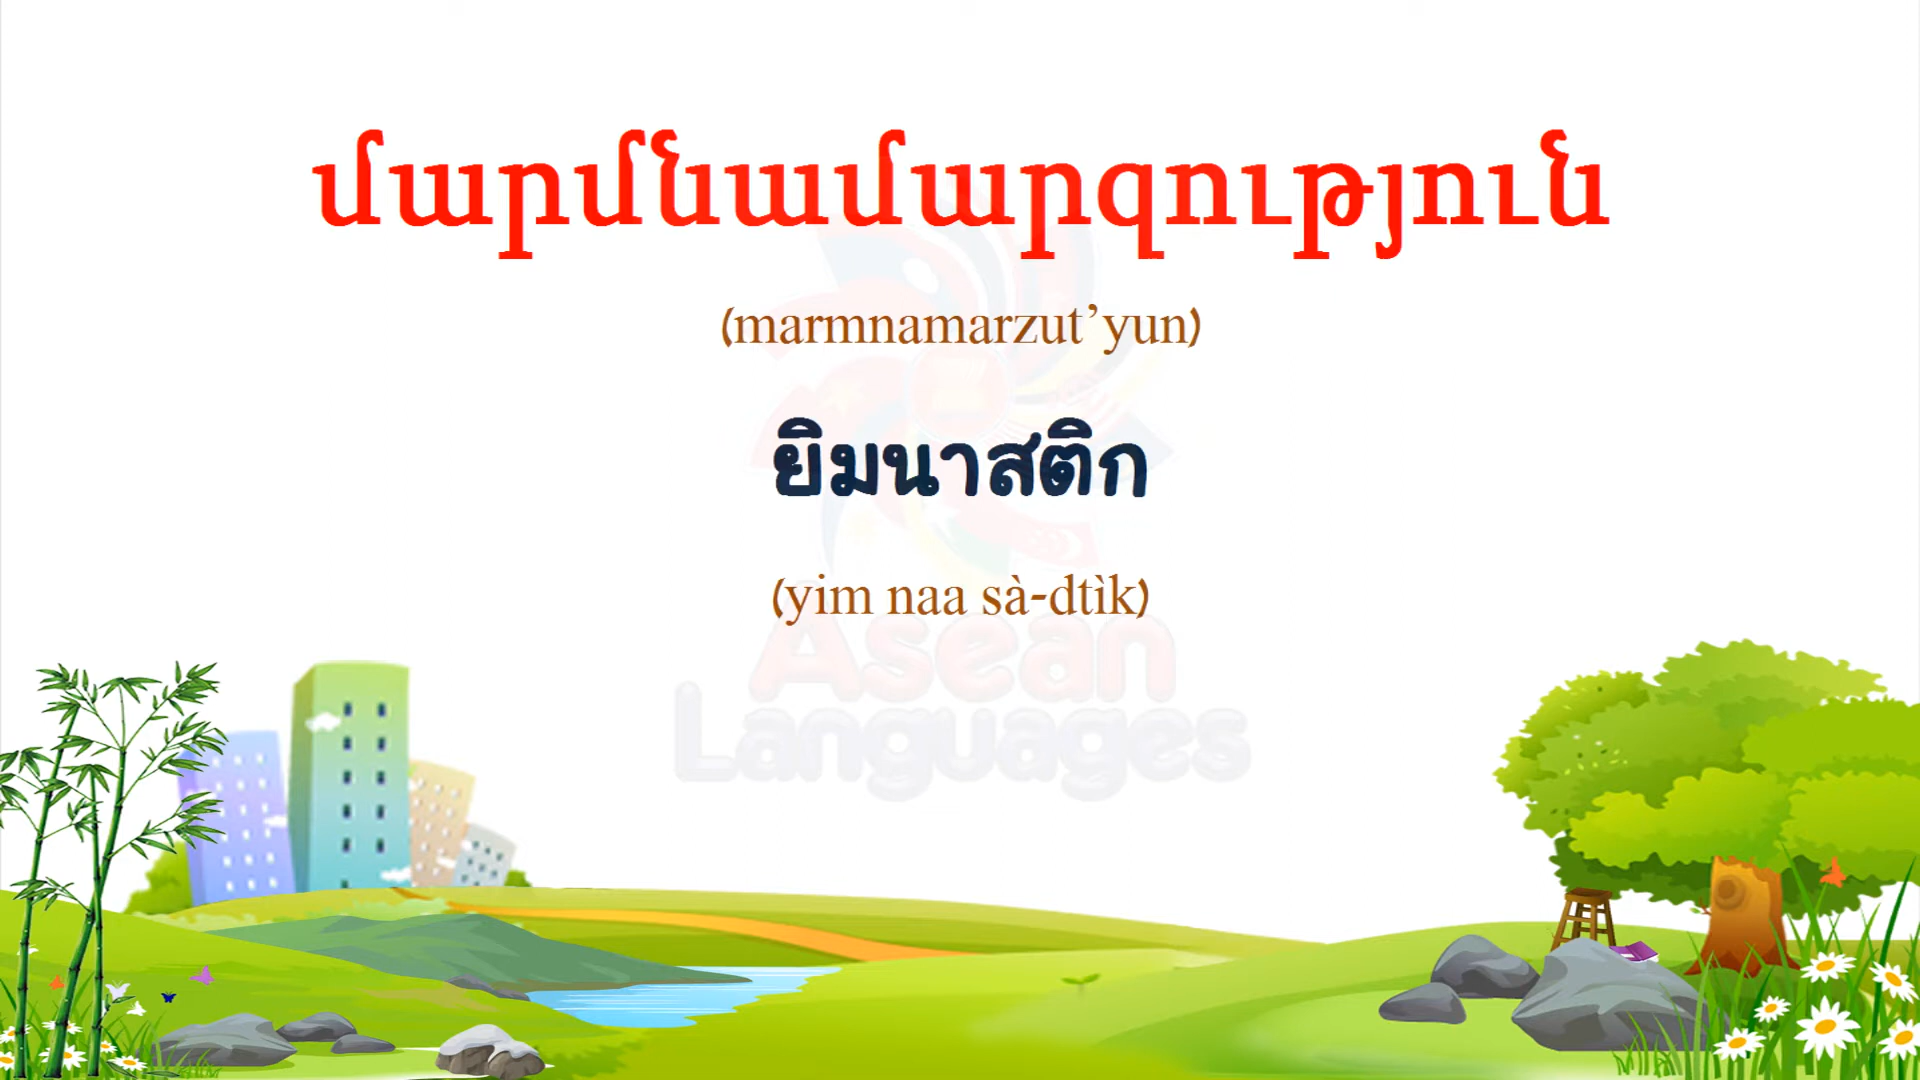 մարմնամարզություն
(marmnamarzut’yun)
ยิมนาสติก
(yim naa sà-dtìk)
Asean
Languages